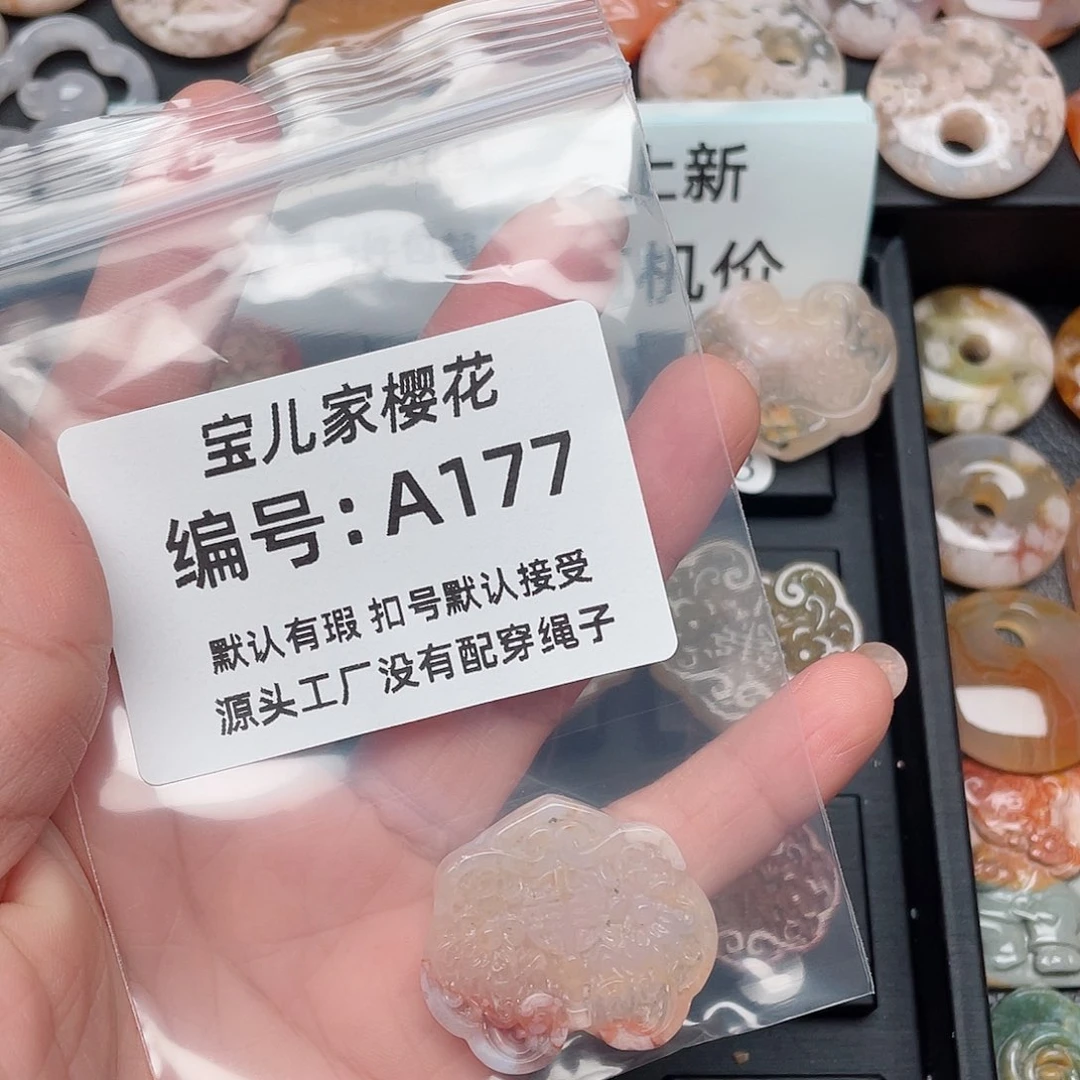 上新
机价
宝儿家樱花
编号:A177
默认有瑕 扣号默认接受
源头工厂没有配穿绳子